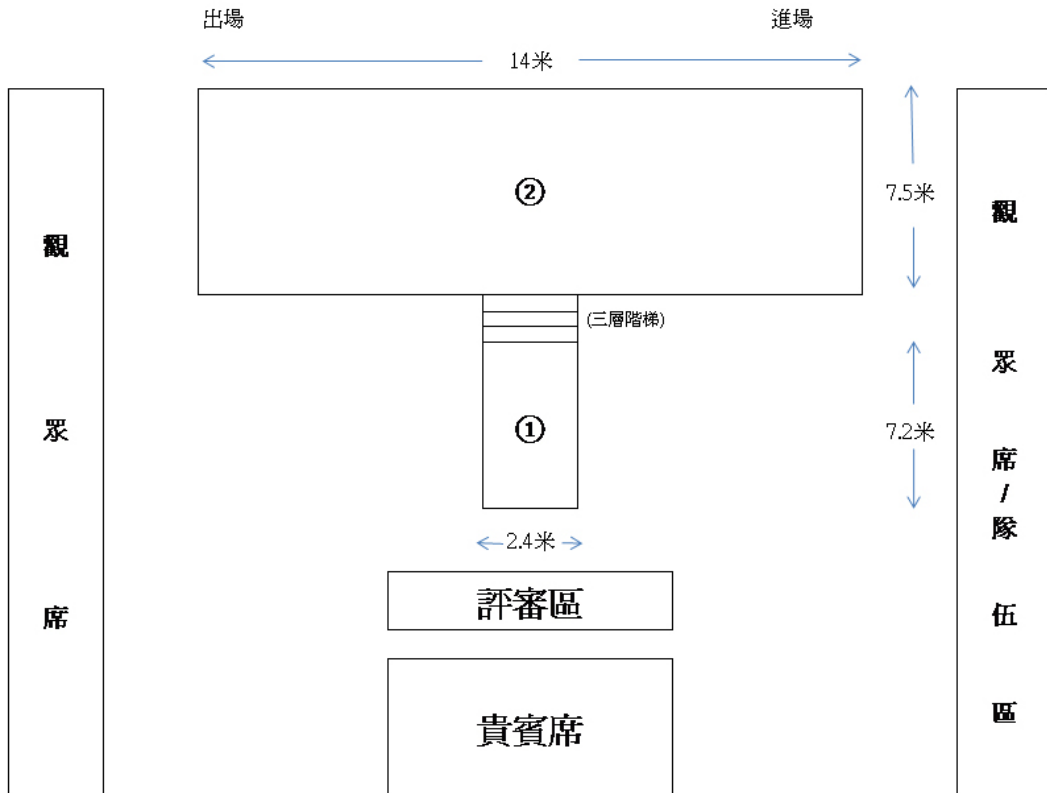 出場
進場
14米
②
7.5米
(三層階梯)
①
7.2米
2.4米
評審區
貴賓席
觀
眾
席
觀
眾
席
/
隊
伍
區